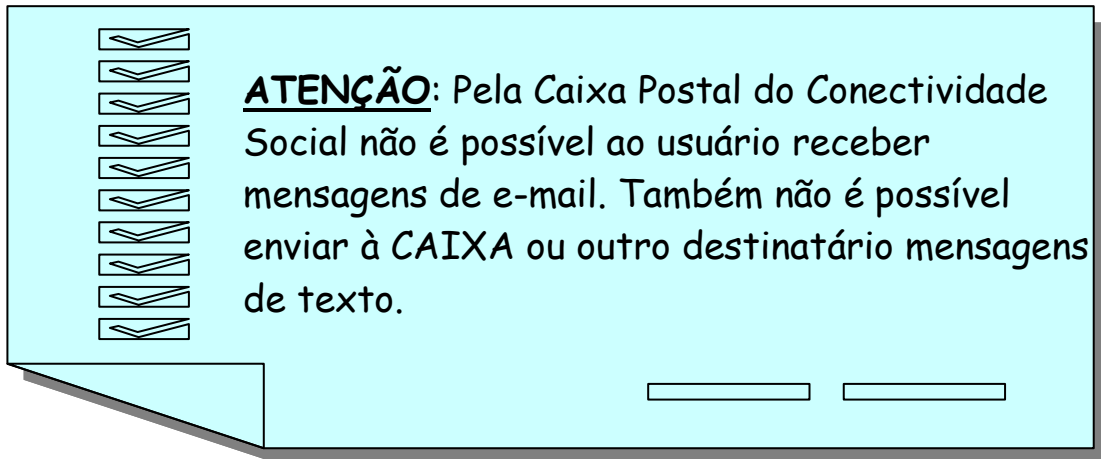 ATENÇÃO: Pela Caixa Postal do Conectividade
Social não é possível ao usuário receber
mensagens de e-mail. Também não é possível
enviar à CAIXA ou outro destinatário mensagens
de texto.